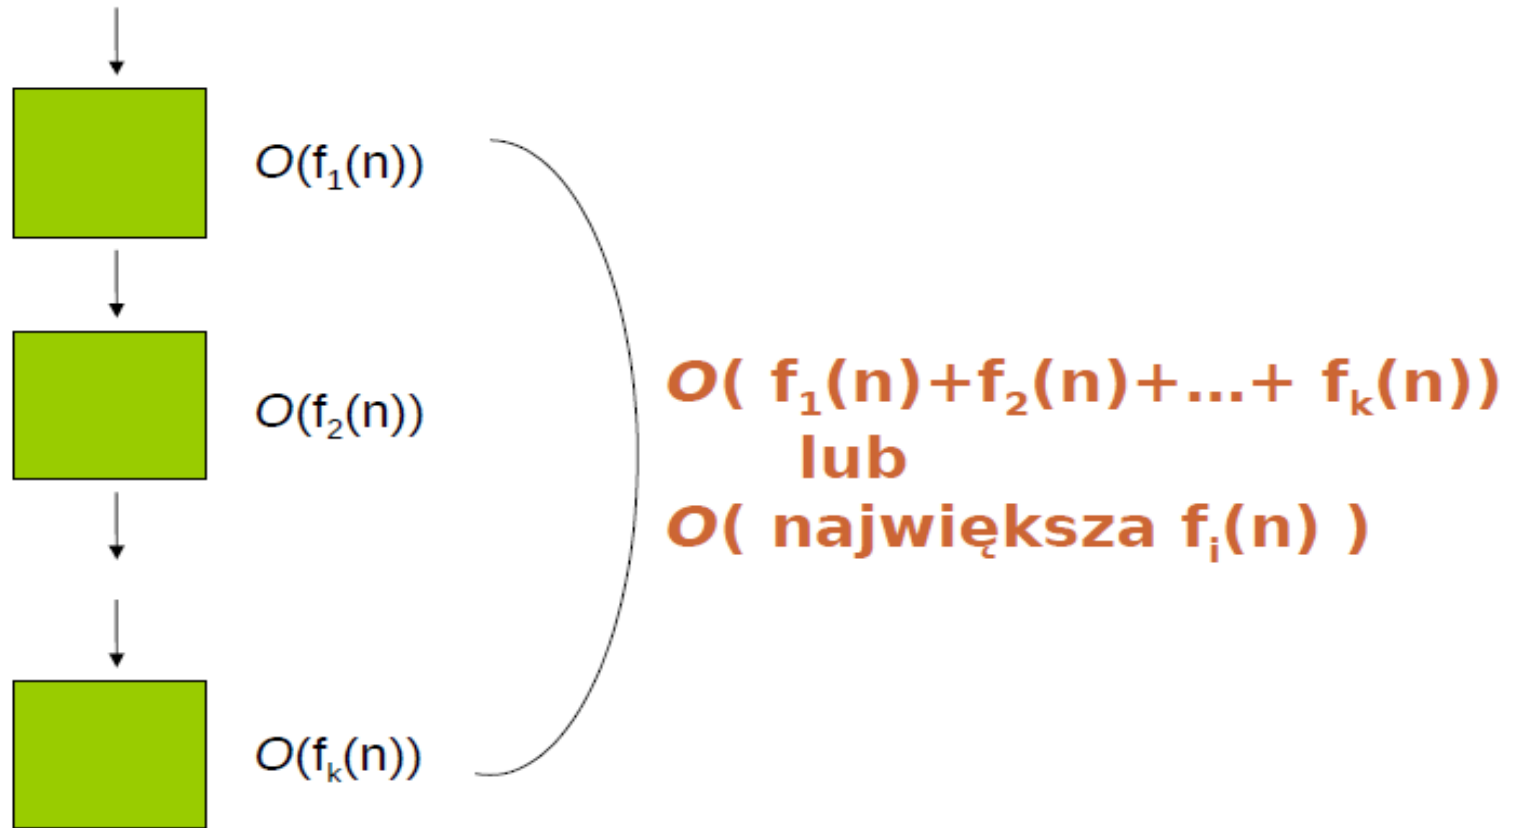 O(f₁(n))
O(f₂(n))
O( f₁(n)+f₂(n)+...+ fₖ(n))
lub
O( największa fᵢ(n) )
O(fₖ(n))